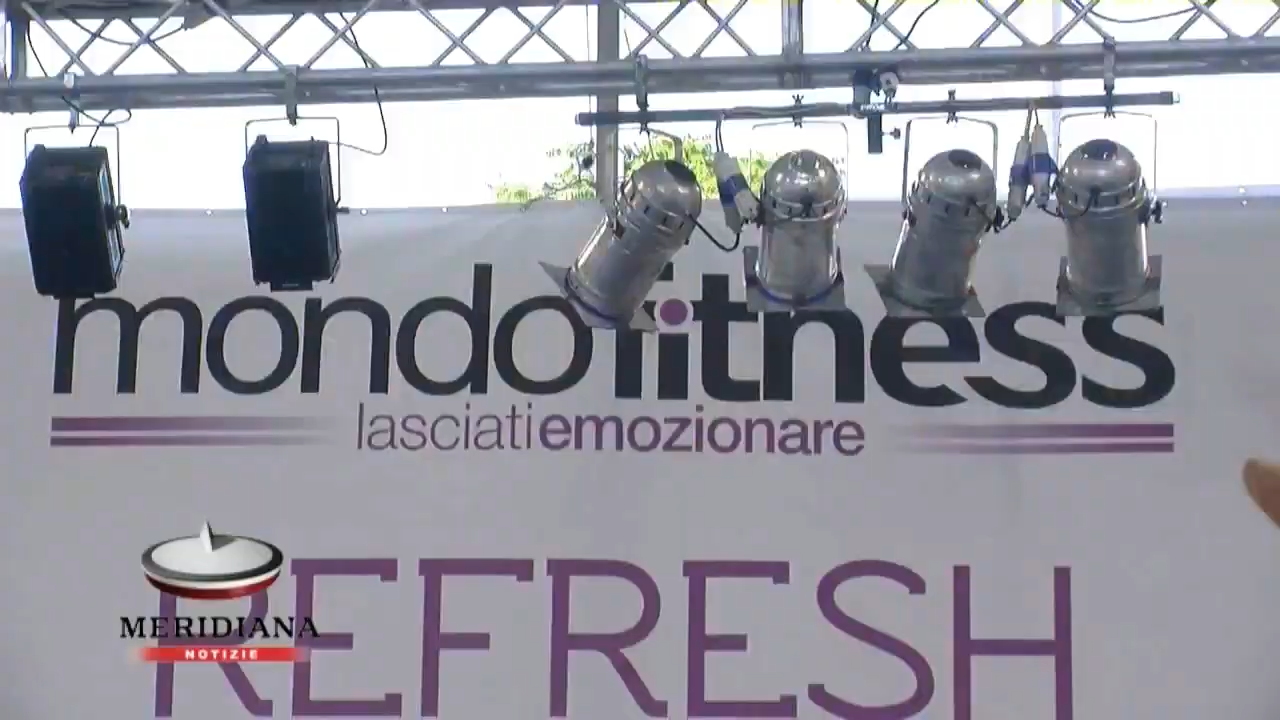 mondofitness
lasciatiemozionare
REFRESH
MERIDIANA
NOTIZIE